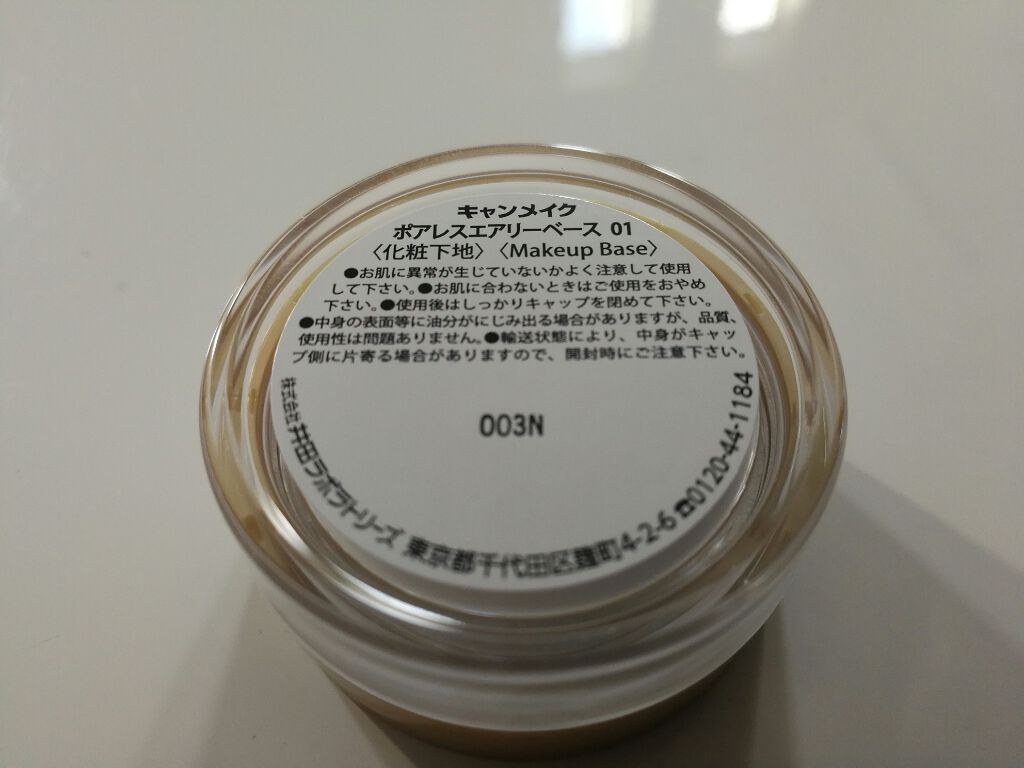 キャンメイク
ポアレスエアリーベース 01
〈化粧下地〉〈Makeup Base〉
●お肌に異常が生じていないかよく注意して使用
して下さい。●お肌に合わないときはご使用をおやめ
下さい。●使用後はしっかりキャップを閉めて下さい。
●中身の表面等に油分がにじみ出る場合がありますが、品質、
使用性は問題ありません。●輸送状態により、中身がキャッ
プ側に片寄る場合がありますので、開封時にご注意下さい。
003N
株式会社 井田ラボラトリーズ 東京都千代田区麹町4-2-6 ☎0120-44-1184